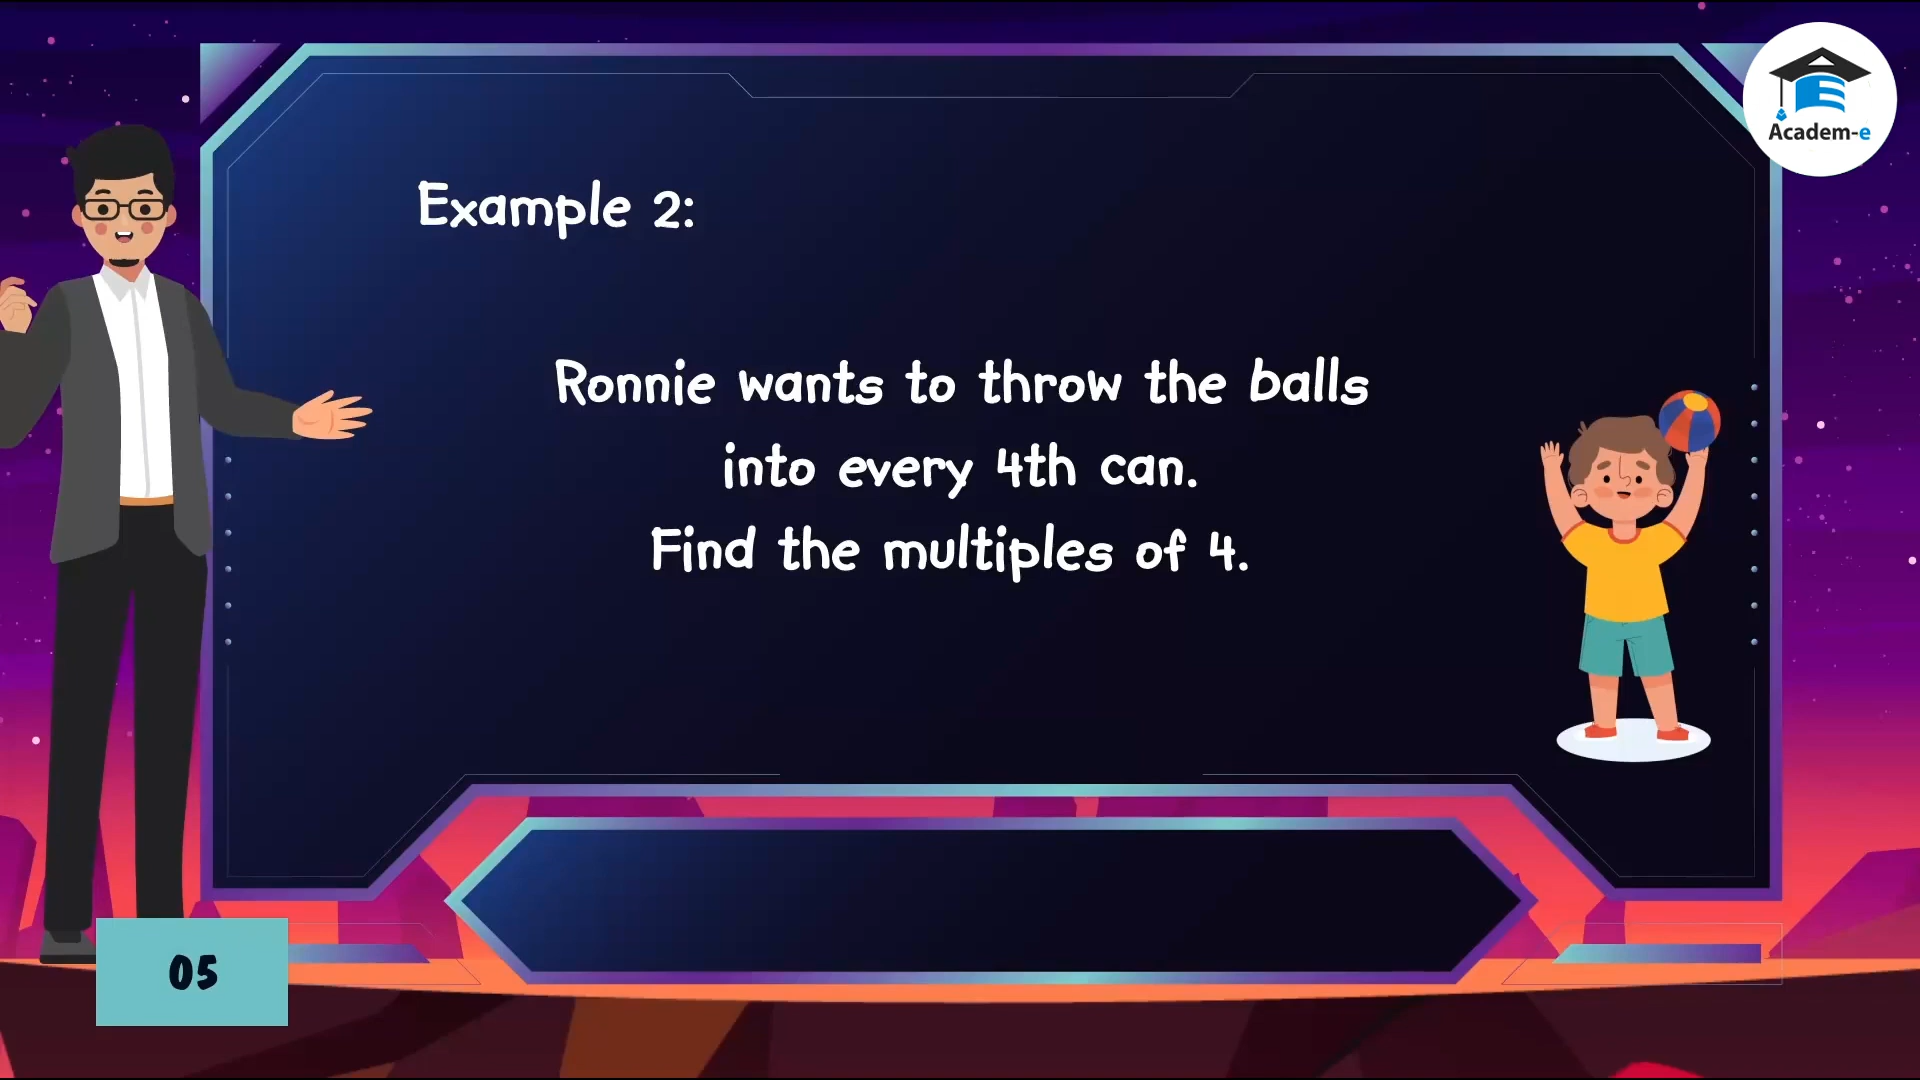 Academ-e
Example 2:
Ronnie wants to throw the balls
into every 4th can.
Find the multiples of 4.
05